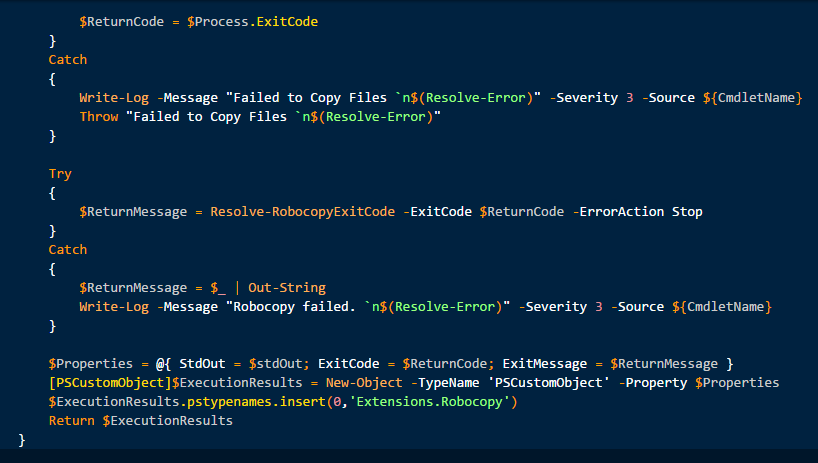 $ReturnCode = $Process.ExitCode
}
Catch
{
Write-Log -Message "Failed to Copy Files `n$(Resolve-Error)" -Severity 3 -Source ${CmdletName}
Throw "Failed to Copy Files `n$(Resolve-Error)"
}
Try
{
$ReturnMessage = Resolve-RobocopyExitCode -ExitCode $ReturnCode -ErrorAction Stop
}
Catch
{
$ReturnMessage = $_ | Out-String
Write-Log -Message "Robocopy failed. `n$(Resolve-Error)" -Severity 3 -Source ${CmdletName}
}
$Properties = @{ StdOut = $stdOut; ExitCode = $ReturnCode; ExitMessage = $ReturnMessage }
[PSCustomObject]$ExecutionResults = New-Object -TypeName 'PSCustomObject' -Property $Properties
$ExecutionResults.pstypenames.insert(0,'Extensions.Robocopy')
Return $ExecutionResults
}